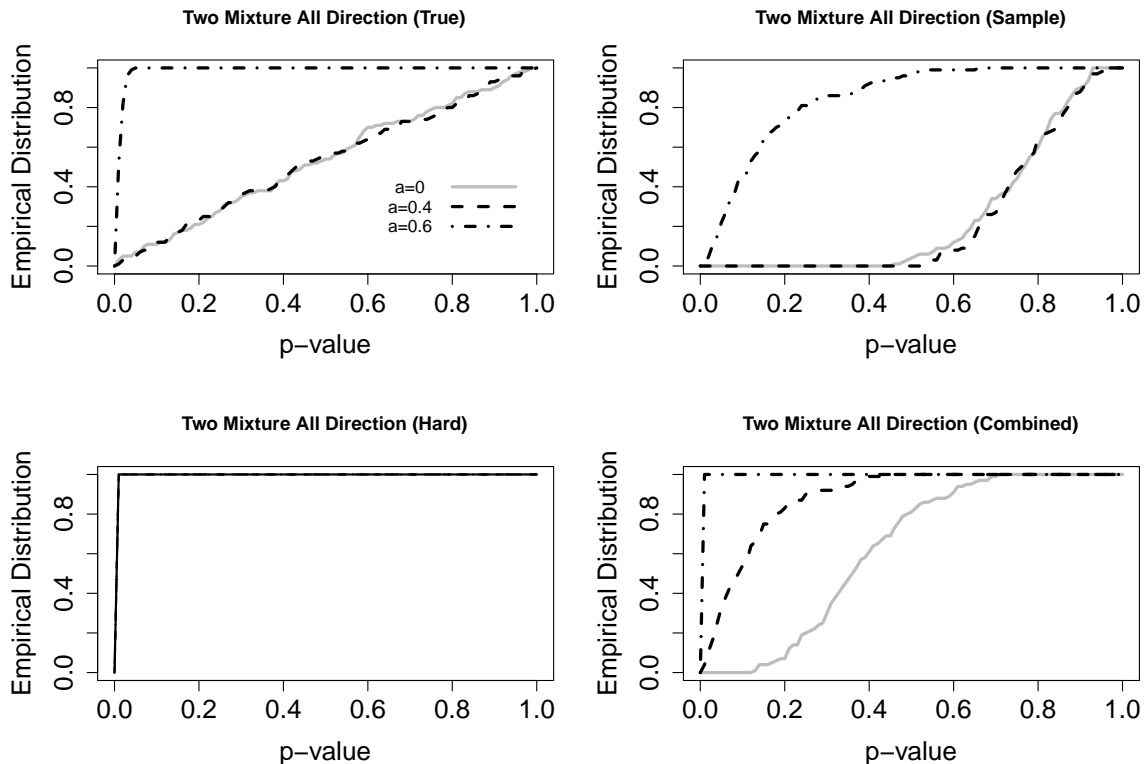 Two Mixture All Direction (True)
Empirical Distribution
0.0 0.4 0.8
a=0
a=0.4
a=0.6
0.0 0.2 0.4 0.6 0.8 1.0
p−value
Two Mixture All Direction (Sample)
Empirical Distribution
0.0 0.4 0.8
0.0 0.2 0.4 0.6 0.8 1.0
p−value
Two Mixture All Direction (Hard)
Empirical Distribution
0.0 0.4 0.8
0.0 0.2 0.4 0.6 0.8 1.0
p−value
Two Mixture All Direction (Combined)
Empirical Distribution
0.0 0.4 0.8
0.0 0.2 0.4 0.6 0.8 1.0
p−value